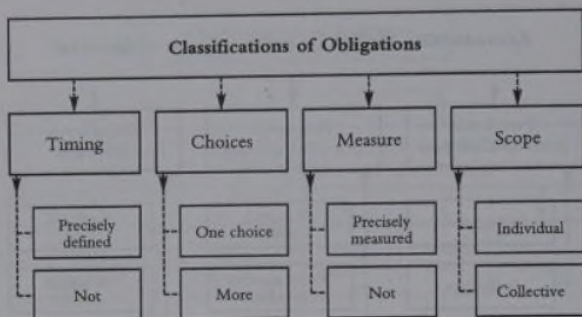 Classifications of Obligations
Timing
Choices
Measure
Scope
Precisely
defined
One choice
Precisely
measured
Individual
Not
More
Not
Collective